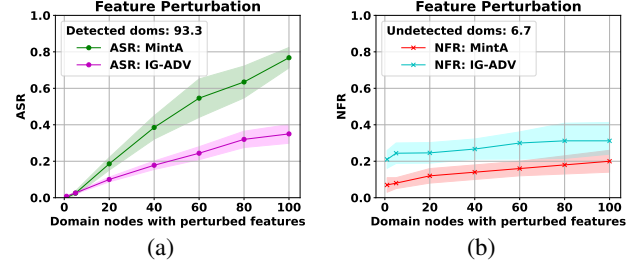 Feature Perturbation
Detected doms: 93.3
ASR: MintA
ASR: IG-ADV
ASR
1.0
0.8
0.6
0.4
0.2
0.0
0 20 40 60 80 100
Domain nodes with perturbed features
(a)
Feature Perturbation
Undetected doms: 6.7
NFR: MintA
NFR: IG-ADV
NFR
1.0
0.8
0.6
0.4
0.2
0.0
0 20 40 60 80 100
Domain nodes with perturbed features
(b)